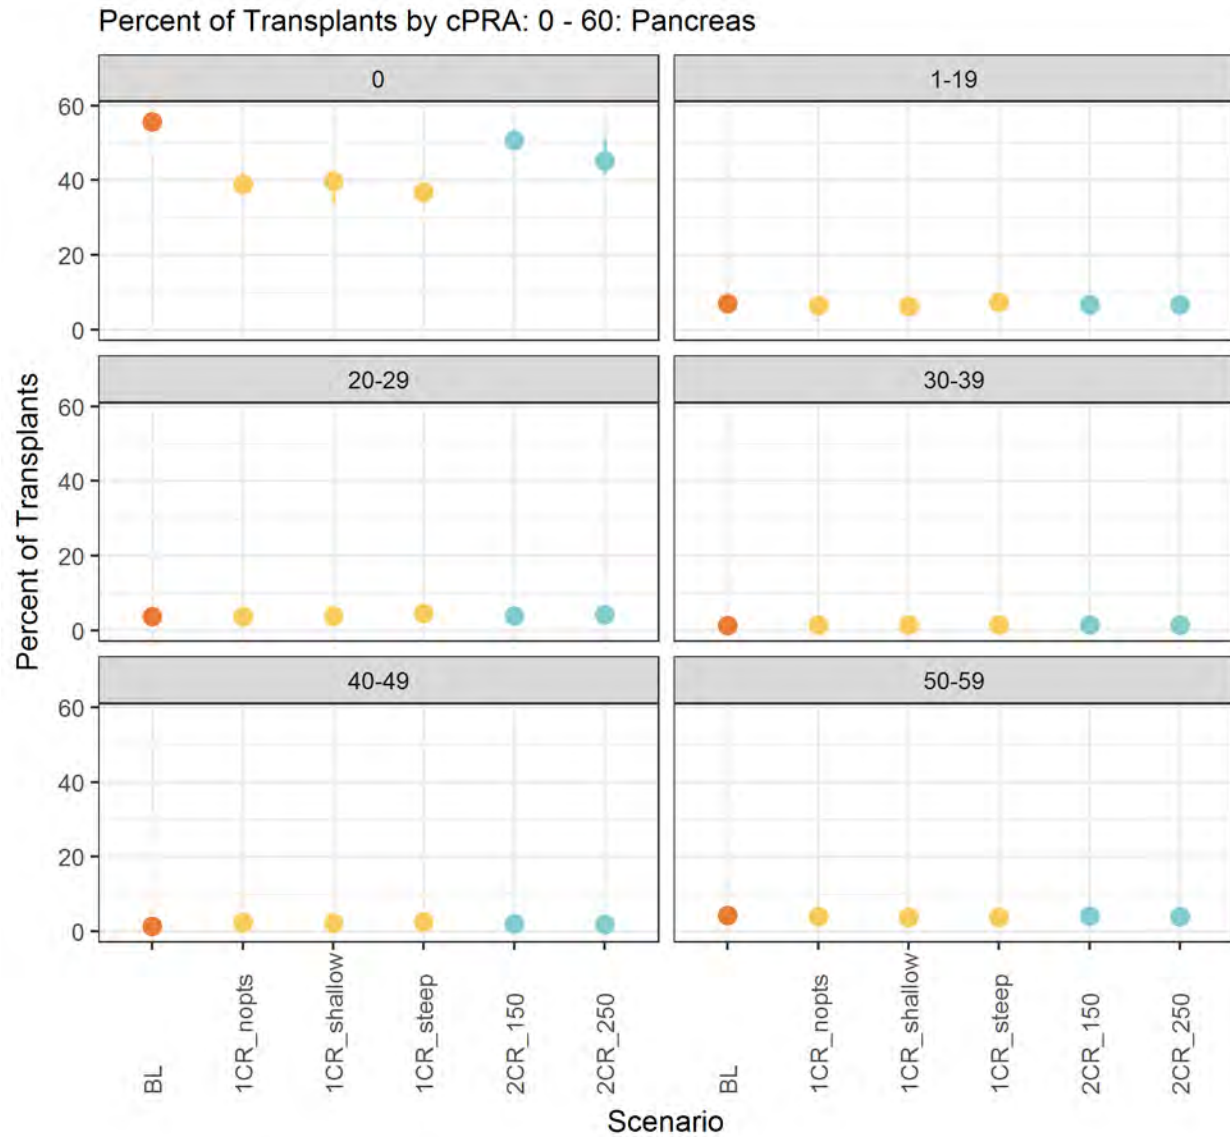 Percent of Transplants by cPRA: 0 - 60: Pancreas
0
1-19
60
40
20
0
20-29
30-39
60
40
20
0
40-49
50-59
60
40
20
0
Percent of Transplants
BL
1CR_nopts
1CR_shallow
1CR_steep
2CR_150
2CR_250
BL
1CR_nopts
1CR_shallow
1CR_steep
2CR_150
2CR_250
Scenario